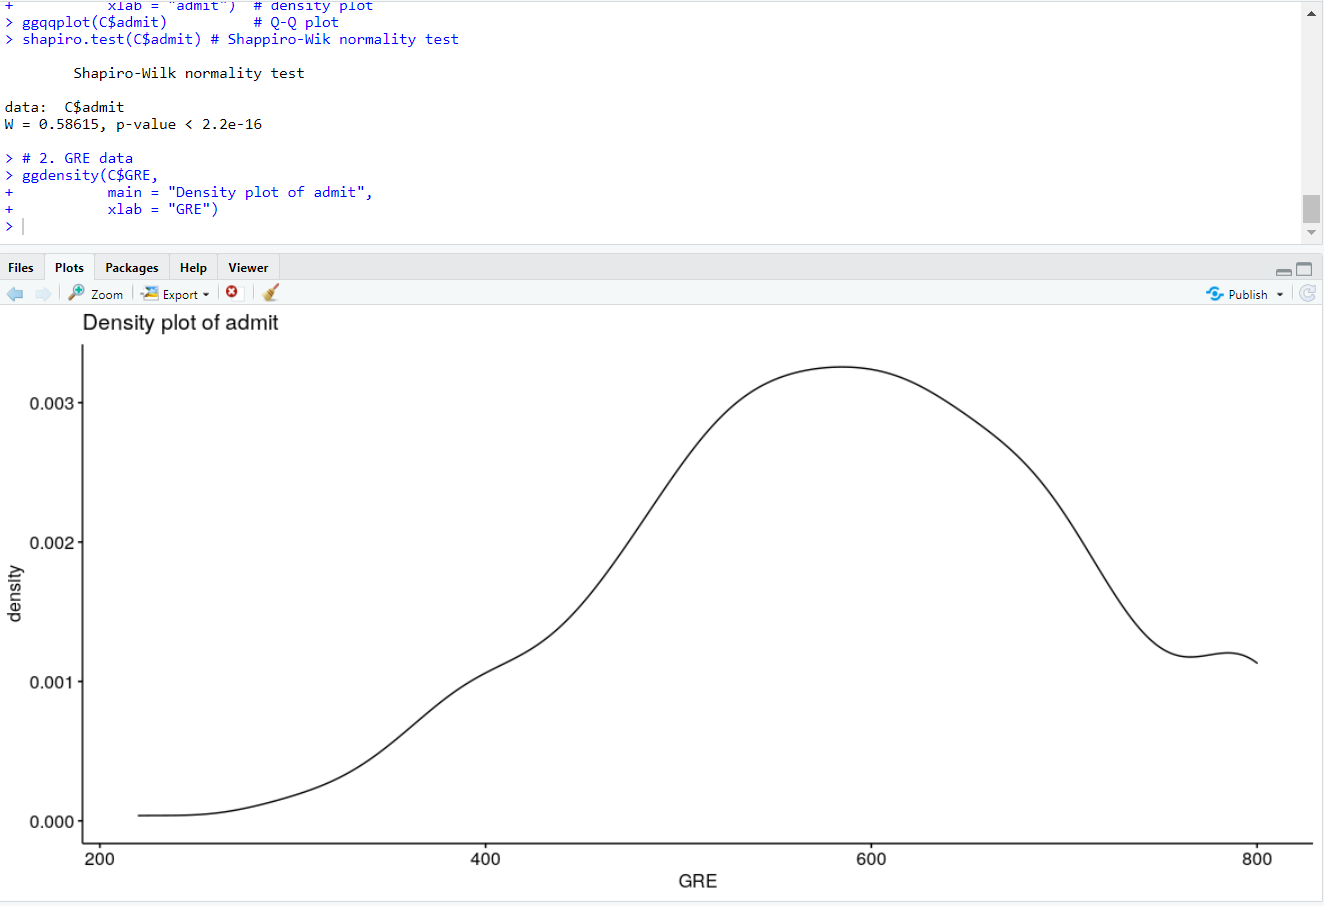 +           xlab = "admit")  # density plot
> ggqqplot(C$admit)          # Q-Q plot
> shapiro.test(C$admit) # Shappiro-Wik normality test
        Shapiro-Wilk normality test
data:  C$admit
W = 0.58615, p-value < 2.2e-16
> # 2. GRE data
> ggdensity(C$GRE,
+           main = "Density plot of admit",
+           xlab = "GRE")
>
Files Plots Packages Help Viewer
Zoom Export Publish
Density plot of admit
0.003
0.002
density
0.001
0.000
200 400 600 800
GRE